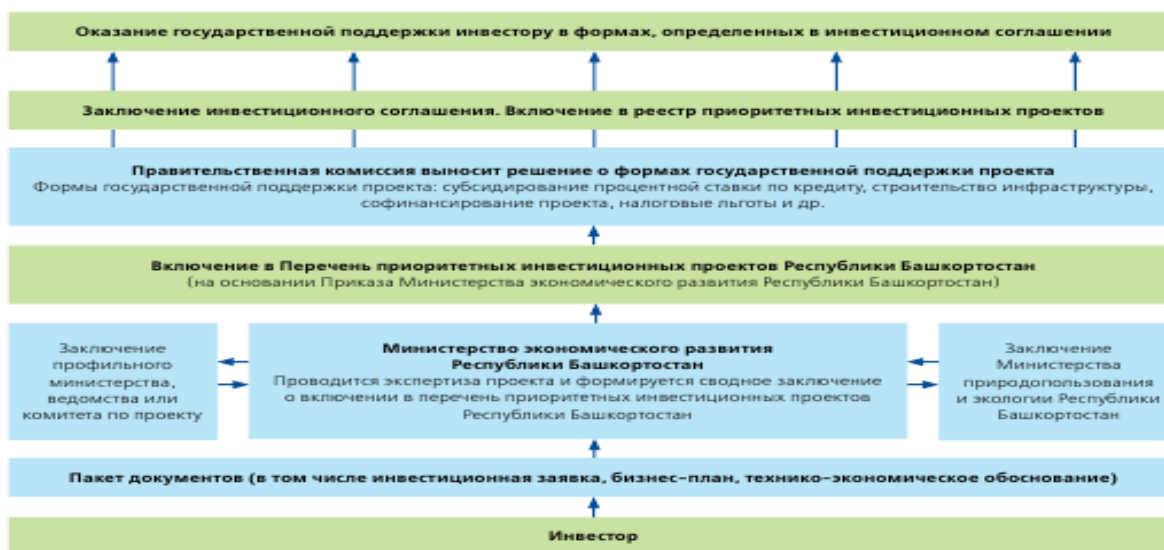 Оказание государственной поддержки инвестору в формах, определенных в инвестиционном соглашении
Заключение инвестиционного соглашения. Включение в реестр приоритетных инвестиционных проектов
Правительственная комиссия выносит решение о формах государственной поддержки проекта
Формы государственной поддержки проекта: субсидирование процентной ставки по кредиту, строительство инфраструктуры,
софинансирование проекта, налоговые льготы и др.
Включение в Перечень приоритетных инвестиционных проектов Республики Башкортостан
(на основании Приказа Министерства экономического развития Республики Башкортостан)
Заключение
профильного
министерства,
ведомства или
комитета по проекту
Министерство экономического развития
Республики Башкортостан
Проводится экспертиза проекта и формируется сводное заключение
о включении в перечень приоритетных инвестиционных проектов
Республики Башкортостан
Заключение
Министерства
природопользования
и экологии Республики
Башкортостан
Пакет документов (в том числе инвестиционная заявка, бизнес-план, технико-экономическое обоснование)
Инвестор